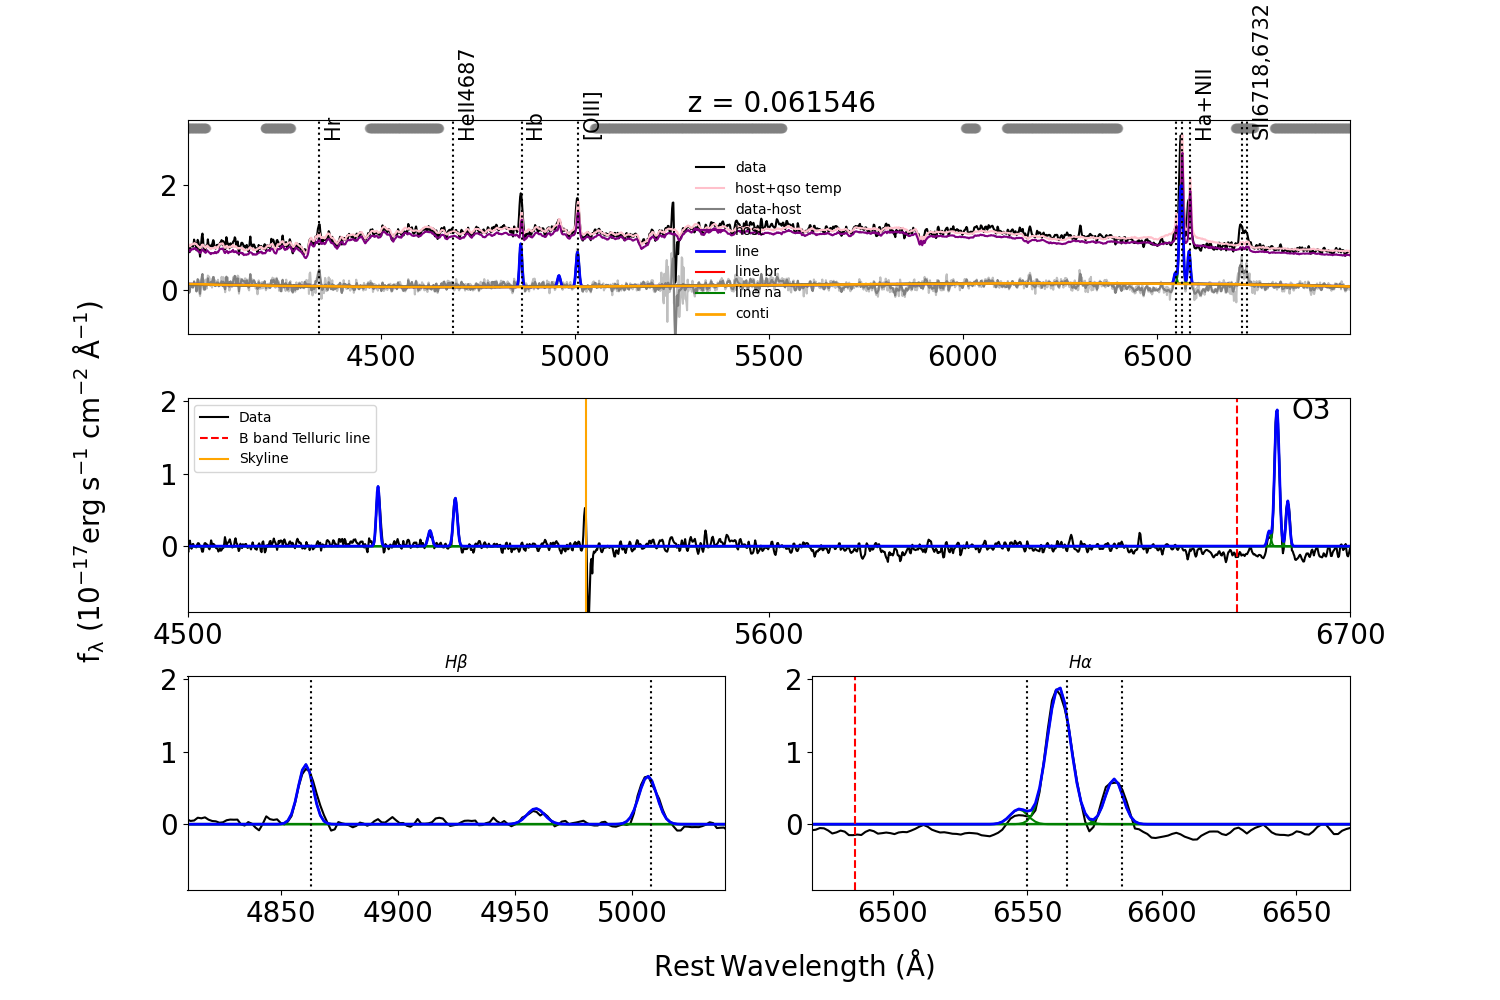 z = 0.061546
Hr
HeII4687
Hb
[OIII]
Ha+NII
SII6718,6732
data
host+qso temp
data-host
host
line
line br
line na
conti
2
0
4500 5000 5500 6000 6500
Data
B band Telluric line
Skyline
O3
2
1
0
4500 5600 6700
fλ (10⁻¹⁷erg s⁻¹ cm⁻² Å⁻¹)
Hβ
2
1
0
4850 4900 4950 5000
Hα
2
1
0
6500 6550 6600 6650
Rest Wavelength (Å)